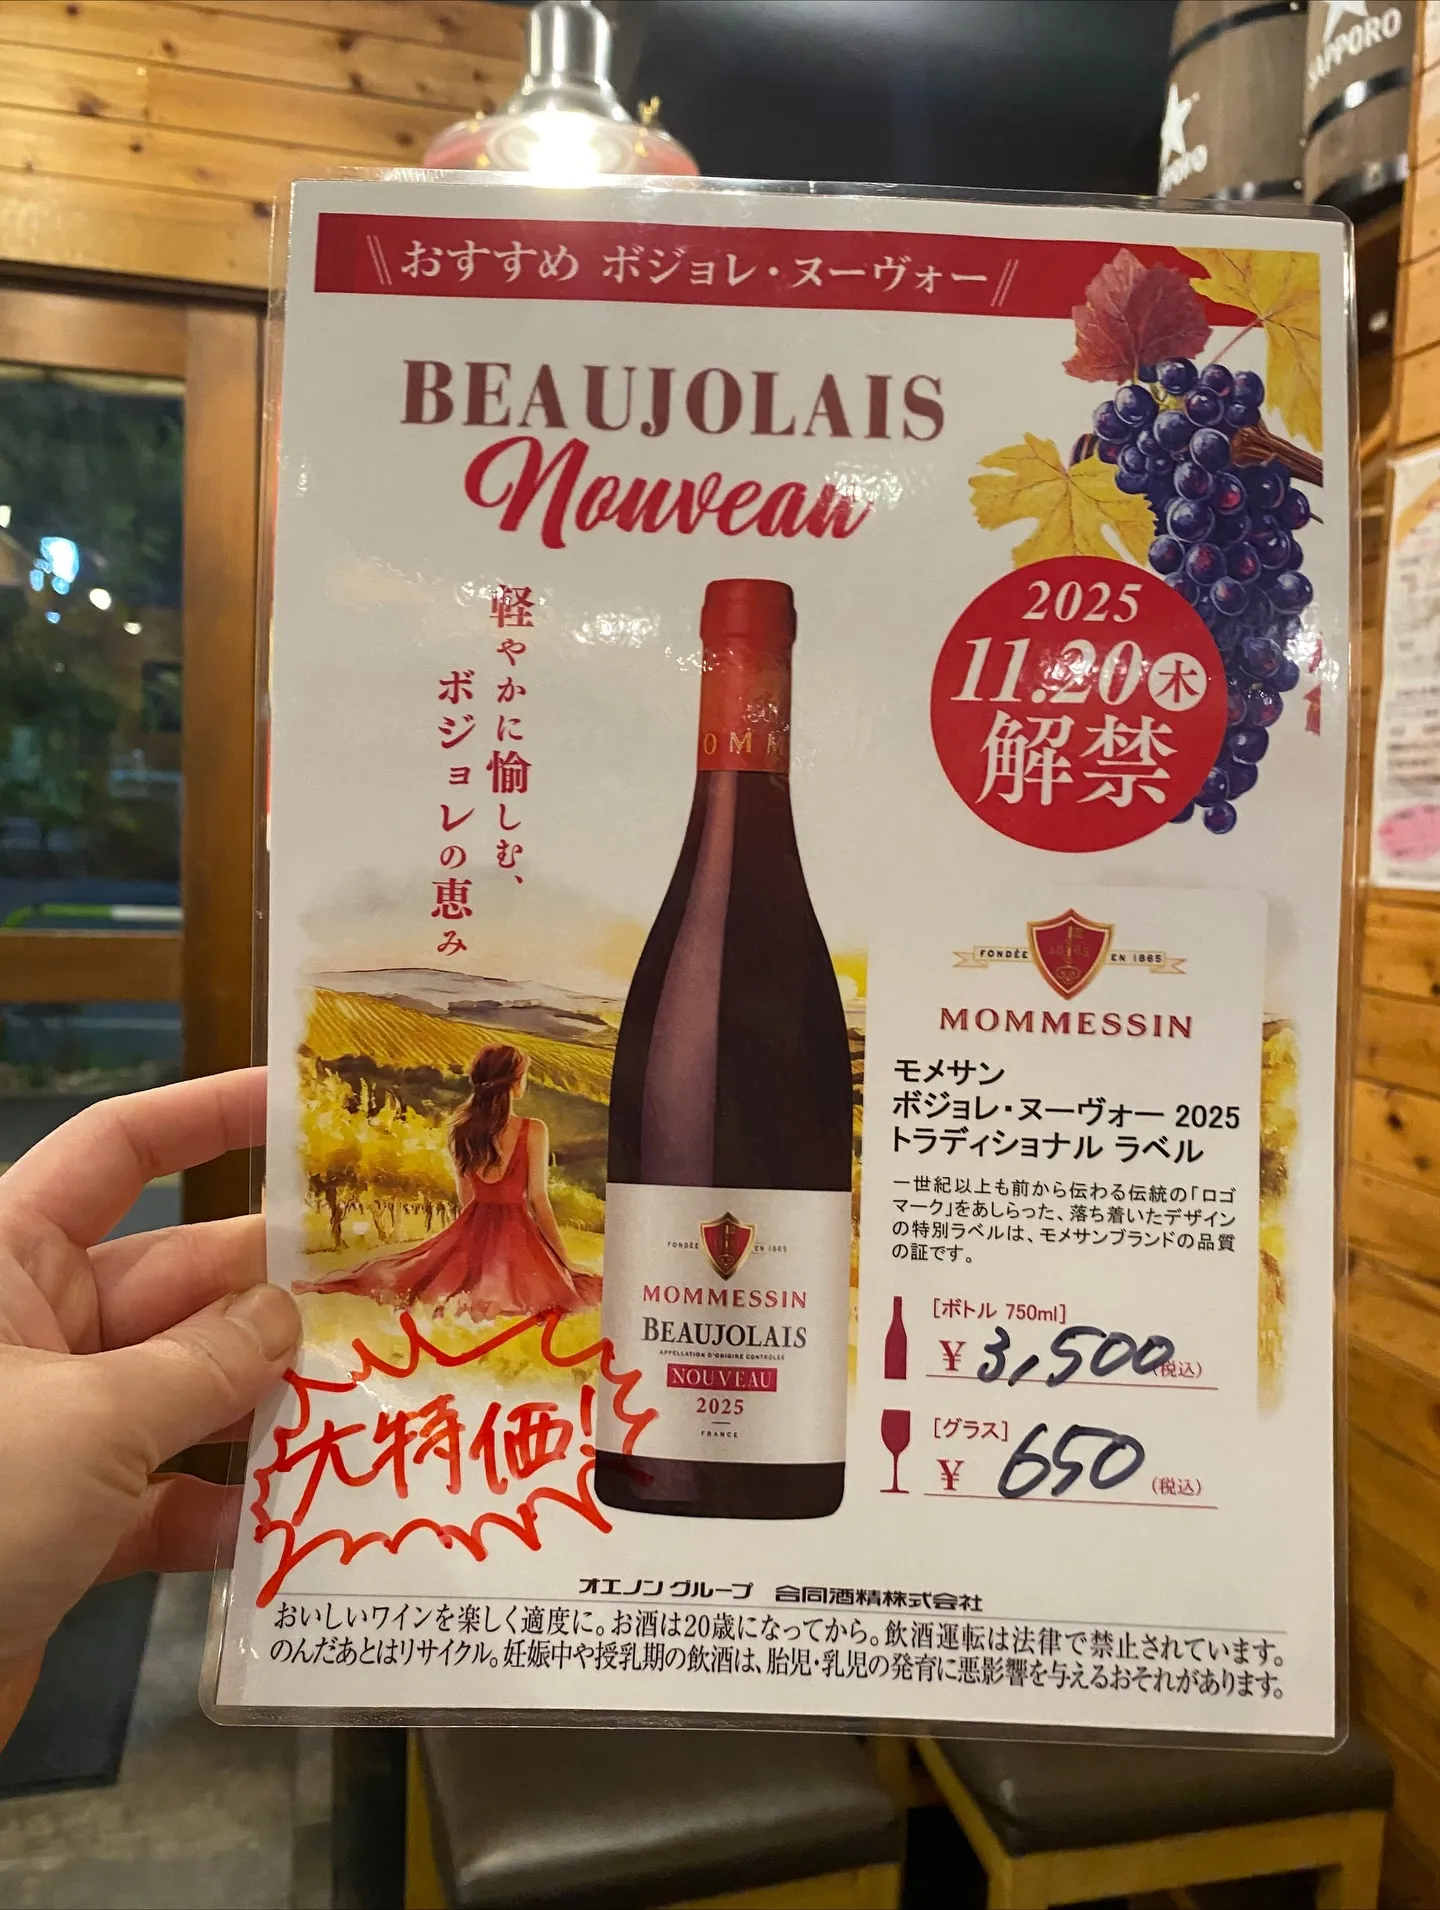 SAPPORO
PPORO
おすすめ ボジョレ・ヌーヴォー
BEAUJOLAIS
Nouveau
軽やかに愉しむ、
ボジョレの恵み
2025
11.20 木
解禁
OMM
FONDÉE EN 1865
MOMMESSIN
モメサン
ボジョレ・ヌーヴォー 2025
トラディショナル ラベル
一世紀以上も前から伝わる伝統の「ロゴ
マーク」をあしらった、落ち着いたデザイン
の特別ラベルは、モメサンブランドの品質
の証です。
FONDÉE EN 1865
MOMMESSIN
BEAUJOLAIS
APPELLATION D'ORIGINE CONTRÔLÉE
NOUVEAU
2025
FRANCE
[ボトル 750ml]
¥ 3,500 (税込)
[グラス]
¥ 650 (税込)
大特価!
オエノングループ 合同酒精株式会社
おいしいワインを楽しく適度に。お酒は20歳になってから。飲酒運転は法律で禁止されています。
のんだあとはリサイクル。妊娠中や授乳期の飲酒は、胎児・乳児の発育に悪影響を与えるおそれがあります。